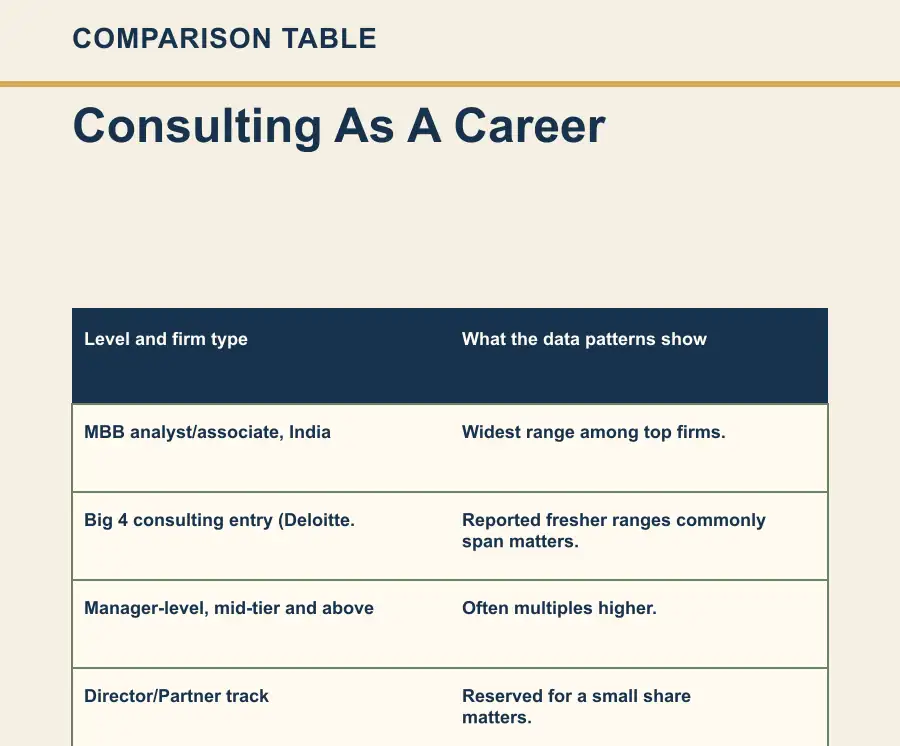 COMPARISON TABLE
Consulting As A Career
Level and firm type
What the data patterns show
MBB analyst/associate, India
Widest range among top firms.
Big 4 consulting entry (Deloitte.
Reported fresher ranges commonly
span matters.
Manager-level, mid-tier and above
Often multiples higher.
Director/Partner track
Reserved for a small share
matters.